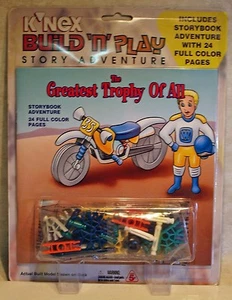 K'NEX
BUILD 'N' PLAY
STORY ADVENTURE
INCLUDES
STORYBOOK
ADVENTURE
WITH 24
FULL COLOR
PAGES
The
Greatest Trophy Of All
STORYBOOK
ADVENTURE
24 FULL COLOR
PAGES